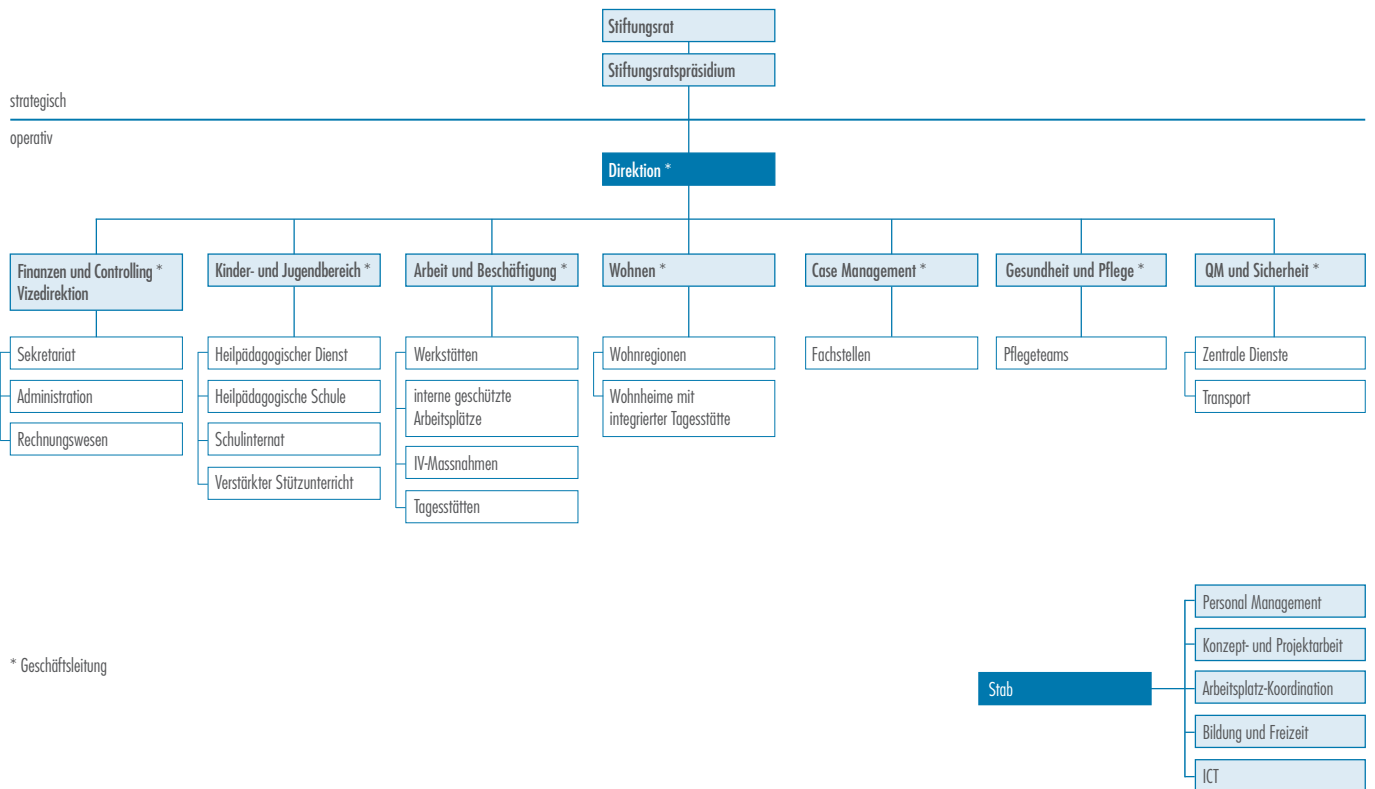 Stiftungsrat
Stiftungsratspräsidium
strategisch
operativ
Direktion *
Finanzen und Controlling *
Vizedirektion
Kinder- und Jugendbereich *
Arbeit und Beschäftigung *
Wohnen *
Case Management *
Gesundheit und Pflege *
QM und Sicherheit *
Sekretariat
Administration
Rechnungswesen
Heilpädagogischer Dienst
Heilpädagogische Schule
Schulinternat
Verstärkter Stützunterricht
Werkstätten
interne geschützte
Arbeitsplätze
IV-Massnahmen
Tagesstätten
Wohnregionen
Wohnheime mit
integrierter Tagesstätte
Fachstellen
Pflegeteams
Zentrale Dienste
Transport
* Geschäftsleitung
Stab
Personal Management
Konzept- und Projektarbeit
Arbeitsplatz-Koordination
Bildung und Freizeit
ICT